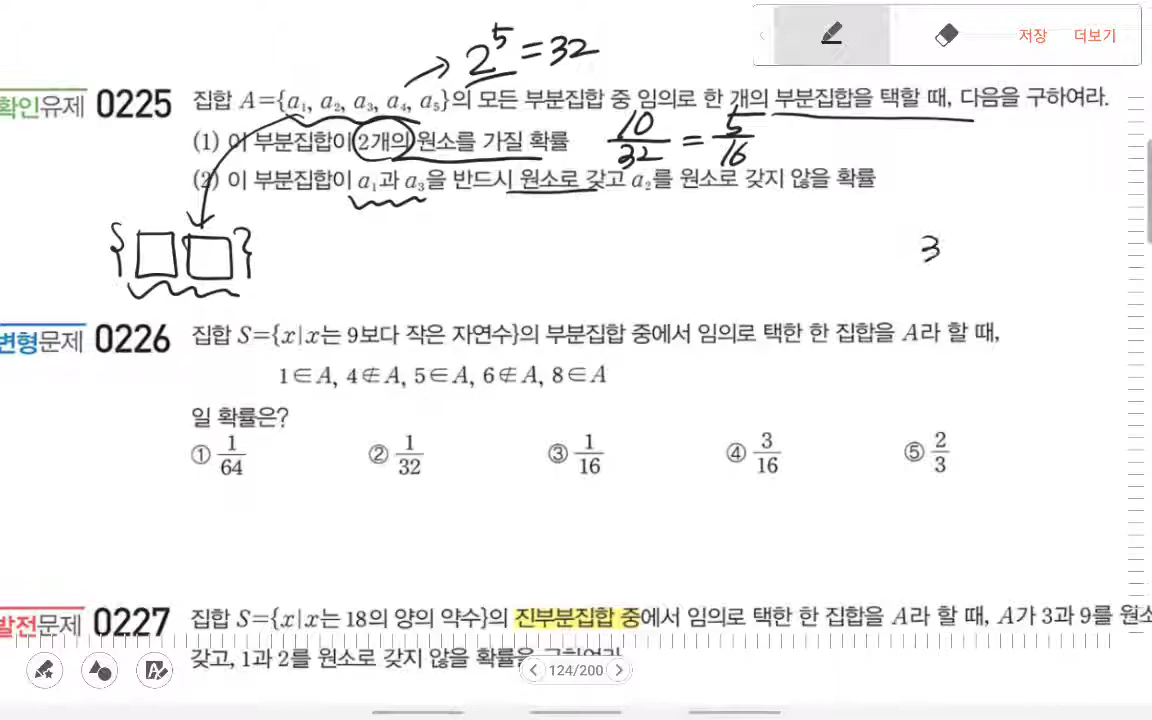 저장 더보기
2⁵=32
확인유제 0225 집합 A={a₁, a₂, a₃, a₄, a₅}의 모든 부분집합 중 임의로 한 개의 부분집합을 택할 때, 다음을 구하여라.
(1) 이 부분집합이 2개의 원소를 가질 확률 10/32 = 5/16
(2) 이 부분집합이 a₁과 a₃을 반드시 원소로 갖고 a₂를 원소로 갖지 않을 확률
{□□}
3
변형문제 0226 집합 S={x|x는 9보다 작은 자연수}의 부분집합 중에서 임의로 택한 한 집합을 A라 할 때,
1∈A, 4∉A, 5∈A, 6∉A, 8∈A
일 확률은?
① 1/64 ② 1/32 ③ 1/16 ④ 3/16 ⑤ 2/3
발전문제 0227 집합 S={x|x는 18의 양의 약수}의 진부분집합 중에서 임의로 택한 한 집합을 A라 할 때, A가 3과 9를 원소
갖고, 1과 2를 원소로 갖지 않을 확률을
124/200